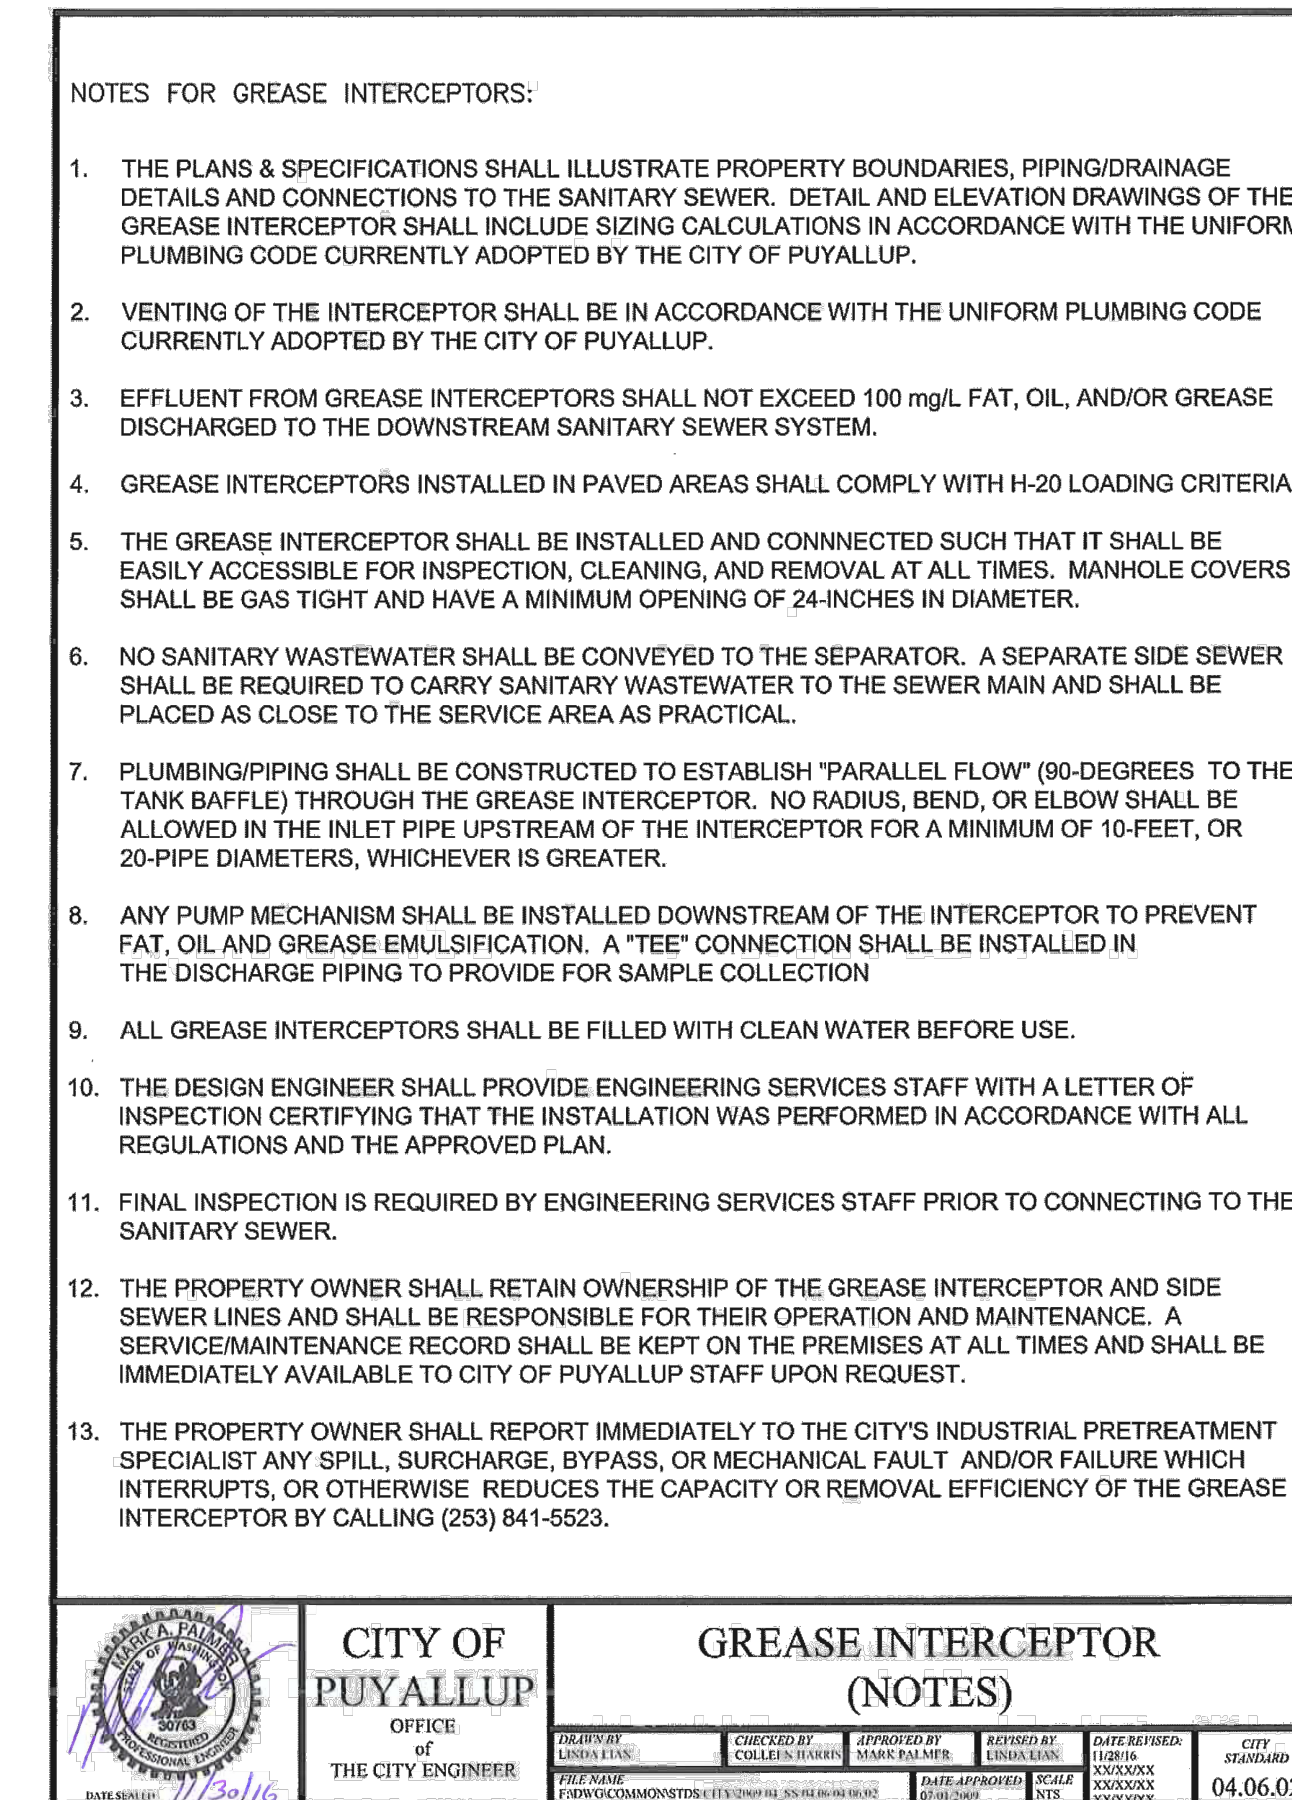 NOTES FOR GREASE INTERCEPTORS:
1. THE PLANS & SPECIFICATIONS SHALL ILLUSTRATE PROPERTY BOUNDARIES, PIPING/DRAINAGE
DETAILS AND CONNECTIONS TO THE SANITARY SEWER. DETAIL AND ELEVATION DRAWINGS OF THE
GREASE INTERCEPTOR SHALL INCLUDE SIZING CALCULATIONS IN ACCORDANCE WITH THE UNIFORM
PLUMBING CODE CURRENTLY ADOPTED BY THE CITY OF PUYALLUP.
2. VENTING OF THE INTERCEPTOR SHALL BE IN ACCORDANCE WITH THE UNIFORM PLUMBING CODE
CURRENTLY ADOPTED BY THE CITY OF PUYALLUP.
3. EFFLUENT FROM GREASE INTERCEPTORS SHALL NOT EXCEED 100 mg/L FAT, OIL, AND/OR GREASE
DISCHARGED TO THE DOWNSTREAM SANITARY SEWER SYSTEM.
4. GREASE INTERCEPTORS INSTALLED IN PAVED AREAS SHALL COMPLY WITH H-20 LOADING CRITERIA
5. THE GREASE INTERCEPTOR SHALL BE INSTALLED AND CONNNECTED SUCH THAT IT SHALL BE
EASILY ACCESSIBLE FOR INSPECTION, CLEANING, AND REMOVAL AT ALL TIMES. MANHOLE COVERS
SHALL BE GAS TIGHT AND HAVE A MINIMUM OPENING OF 24-INCHES IN DIAMETER.
6. NO SANITARY WASTEWATER SHALL BE CONVEYED TO THE SEPARATOR. A SEPARATE SIDE SEWER
SHALL BE REQUIRED TO CARRY SANITARY WASTEWATER TO THE SEWER MAIN AND SHALL BE
PLACED AS CLOSE TO THE SERVICE AREA AS PRACTICAL.
7. PLUMBING/PIPING SHALL BE CONSTRUCTED TO ESTABLISH "PARALLEL FLOW" (90-DEGREES TO THE
TANK BAFFLE) THROUGH THE GREASE INTERCEPTOR. NO RADIUS, BEND, OR ELBOW SHALL BE
ALLOWED IN THE INLET PIPE UPSTREAM OF THE INTERCEPTOR FOR A MINIMUM OF 10-FEET, OR
20-PIPE DIAMETERS, WHICHEVER IS GREATER.
8. ANY PUMP MECHANISM SHALL BE INSTALLED DOWNSTREAM OF THE INTERCEPTOR TO PREVENT
FAT, OIL AND GREASE EMULSIFICATION. A "TEE" CONNECTION SHALL BE INSTALLED IN
THE DISCHARGE PIPING TO PROVIDE FOR SAMPLE COLLECTION
9. ALL GREASE INTERCEPTORS SHALL BE FILLED WITH CLEAN WATER BEFORE USE.
10. THE DESIGN ENGINEER SHALL PROVIDE ENGINEERING SERVICES STAFF WITH A LETTER OF
INSPECTION CERTIFYING THAT THE INSTALLATION WAS PERFORMED IN ACCORDANCE WITH ALL
REGULATIONS AND THE APPROVED PLAN.
11. FINAL INSPECTION IS REQUIRED BY ENGINEERING SERVICES STAFF PRIOR TO CONNECTING TO THE
SANITARY SEWER.
12. THE PROPERTY OWNER SHALL RETAIN OWNERSHIP OF THE GREASE INTERCEPTOR AND SIDE
SEWER LINES AND SHALL BE RESPONSIBLE FOR THEIR OPERATION AND MAINTENANCE. A
SERVICE/MAINTENANCE RECORD SHALL BE KEPT ON THE PREMISES AT ALL TIMES AND SHALL BE
IMMEDIATELY AVAILABLE TO CITY OF PUYALLUP STAFF UPON REQUEST.
13. THE PROPERTY OWNER SHALL REPORT IMMEDIATELY TO THE CITY'S INDUSTRIAL PRETREATMENT
SPECIALIST ANY SPILL, SURCHARGE, BYPASS, OR MECHANICAL FAULT AND/OR FAILURE WHICH
INTERRUPTS, OR OTHERWISE REDUCES THE CAPACITY OR REMOVAL EFFICIENCY OF THE GREASE
INTERCEPTOR BY CALLING (253) 841-5523.
MARK A. PALMER
STATE OF WASHINGTON
30763
REGISTERED
PROFESSIONAL ENGINEER
DATE SEALED 11/30/16
CITY OF
PUYALLUP
OFFICE
of
THE CITY ENGINEER
GREASE INTERCEPTOR
(NOTES)
DRAWN BY
LINDA LIAN
CHECKED BY
COLLEEN HARRIS
APPROVED BY
MARK PALMER
REVISED BY
LINDA LIAN
DATE REVISED:
11/28/16
XX/XX/XX
XX/XX/XX
XX/XX/XX
CITY
STANDARD
FILE NAME
DATE APPROVED
07/01/2009
SCALE
NTS